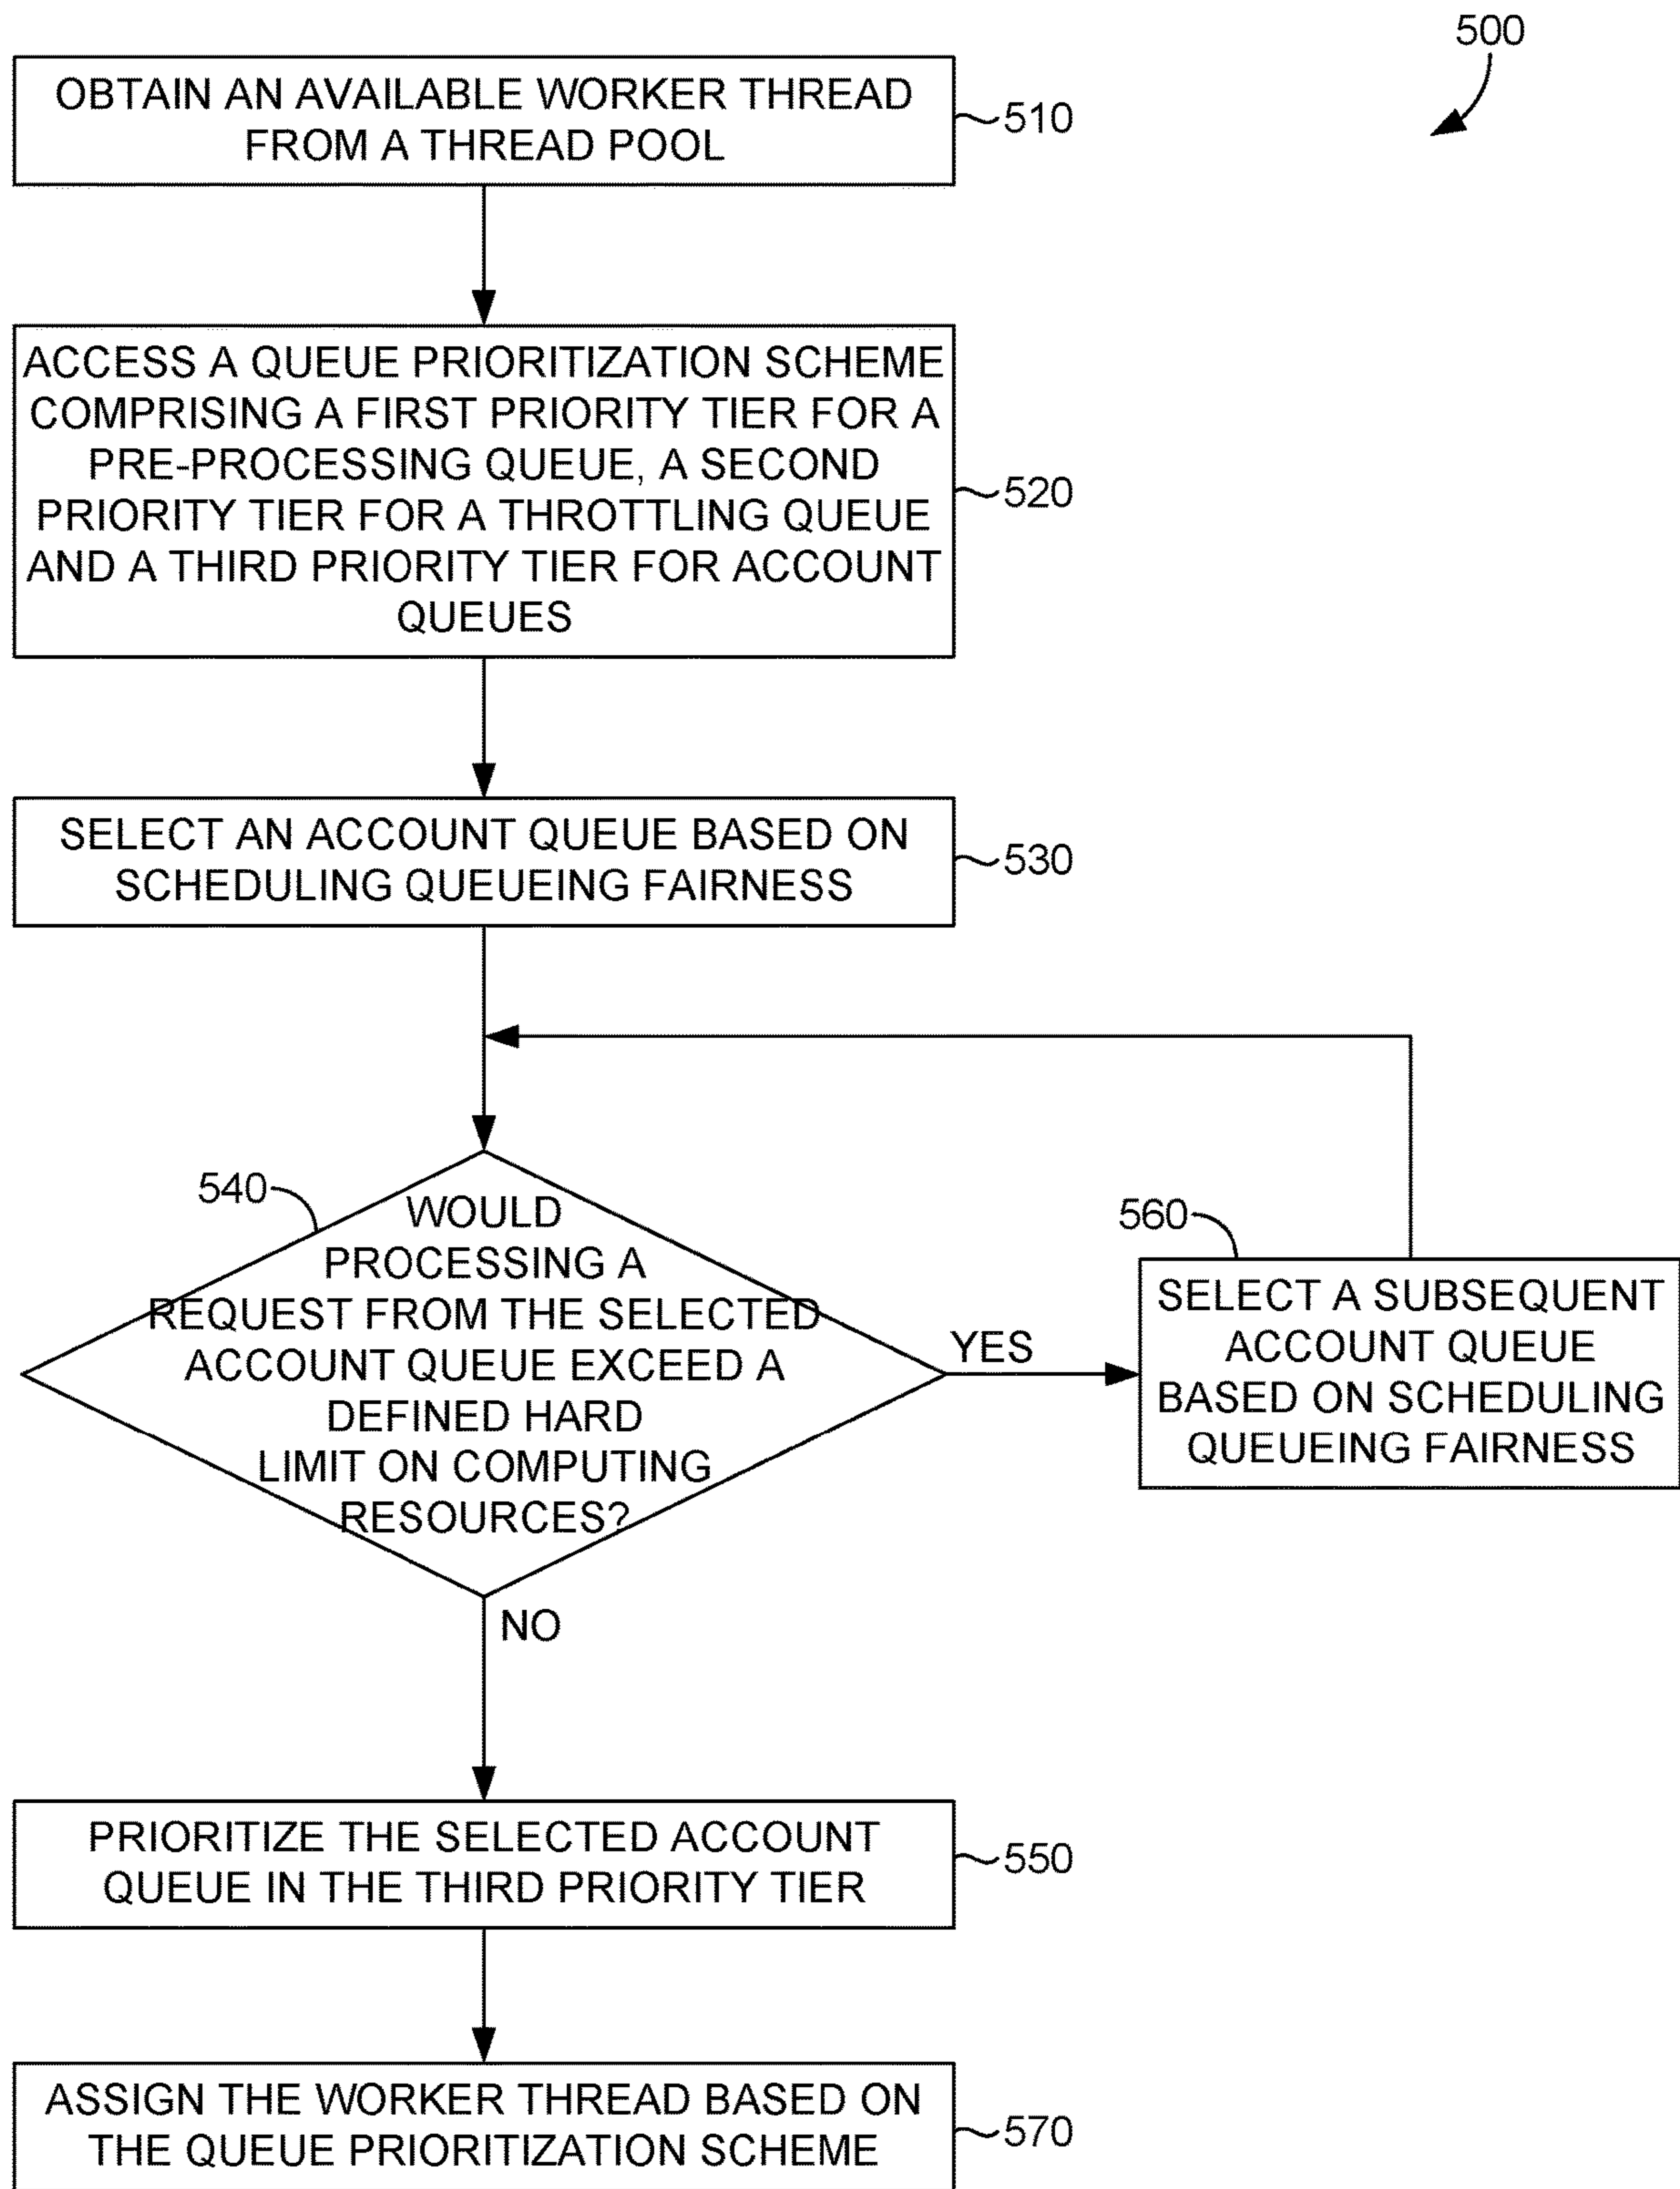 500
OBTAIN AN AVAILABLE WORKER THREAD
FROM A THREAD POOL
510
ACCESS A QUEUE PRIORITIZATION SCHEME
COMPRISING A FIRST PRIORITY TIER FOR A
PRE-PROCESSING QUEUE, A SECOND
PRIORITY TIER FOR A THROTTLING QUEUE
AND A THIRD PRIORITY TIER FOR ACCOUNT
QUEUES
520
SELECT AN ACCOUNT QUEUE BASED ON
SCHEDULING QUEUEING FAIRNESS
530
540
WOULD
PROCESSING A
REQUEST FROM THE SELECTED
ACCOUNT QUEUE EXCEED A
DEFINED HARD
LIMIT ON COMPUTING
RESOURCES?
YES
560
SELECT A SUBSEQUENT
ACCOUNT QUEUE
BASED ON SCHEDULING
QUEUEING FAIRNESS
NO
PRIORITIZE THE SELECTED ACCOUNT
QUEUE IN THE THIRD PRIORITY TIER
550
ASSIGN THE WORKER THREAD BASED ON
THE QUEUE PRIORITIZATION SCHEME
570